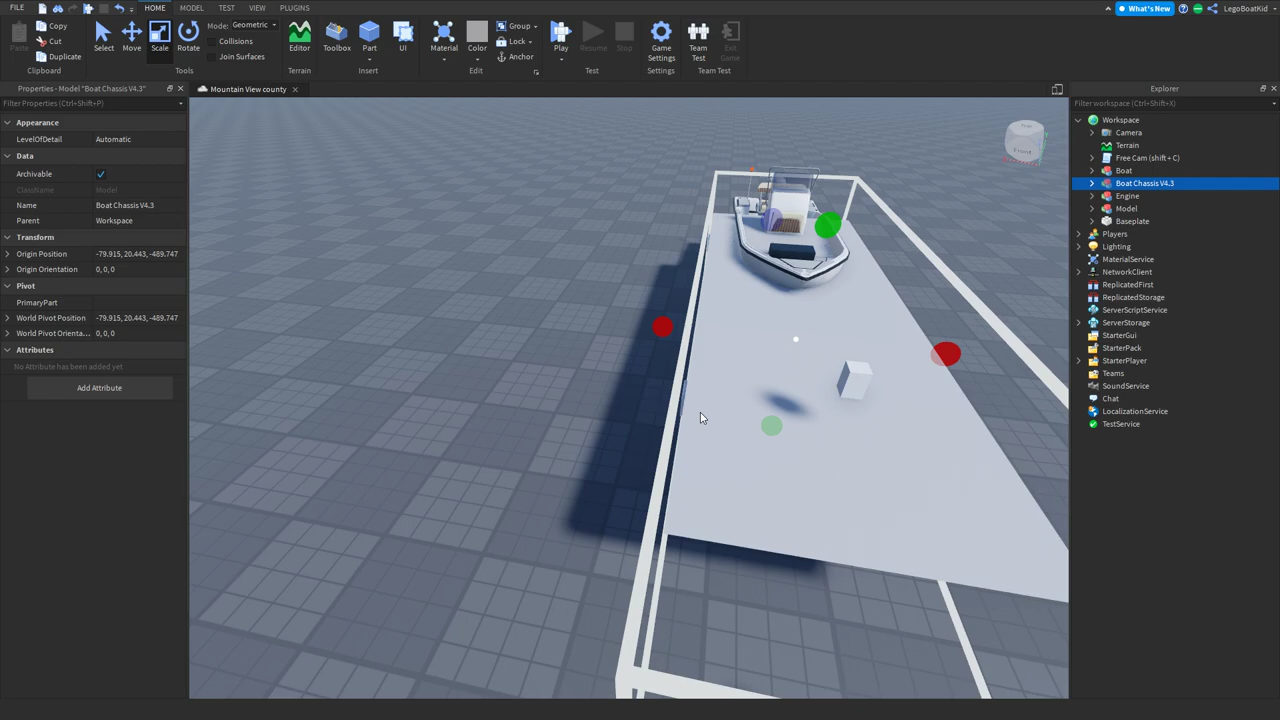 FILE HOME MODEL TEST VIEW PLUGINS What's New LegoBoatKid
Paste Copy Cut Duplicate Select Move Scale Rotate Mode: Geometric Collisions Join Surfaces Editor Toolbox Part UI Material Color Group Lock Anchor Play Resume Stop Game Settings Team Test Exit Game
Clipboard Tools Terrain Insert Edit Test Settings Team Test
Properties - Model "Boat Chassis V4.3"
Filter Properties (Ctrl+Shift+P)
Appearance
LevelOfDetail Automatic
Data
Archivable
ClassName Model
Name Boat Chassis V4.3
Parent Workspace
Transform
Origin Position -79.915, 20.443, -489.747
Origin Orientation 0, 0, 0
Pivot
PrimaryPart
World Pivot Position -79.915, 20.443, -489.747
World Pivot Orienta... 0, 0, 0
Attributes
No Attribute has been added yet
Add Attribute
Mountain View county
Front
Explorer
Filter workspace (Ctrl+Shift+X)
Workspace
Camera
Terrain
Free Cam (shift + C)
Boat
Boat Chassis V4.3
Engine
Model
Baseplate
Players
Lighting
MaterialService
NetworkClient
ReplicatedFirst
ReplicatedStorage
ServerScriptService
ServerStorage
StarterGui
StarterPack
StarterPlayer
Teams
SoundService
Chat
LocalizationService
TestService